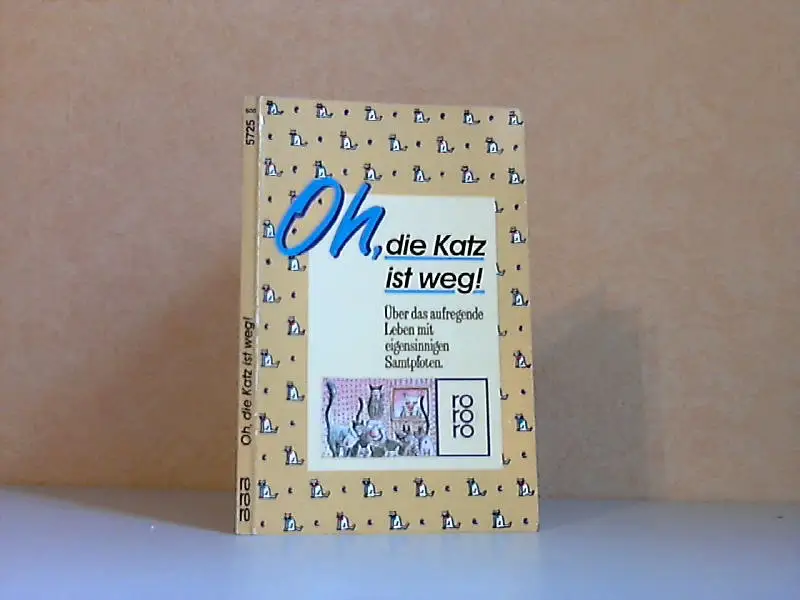 Oh, die Katz
ist weg!
Über das aufregende
Leben mit
eigensinnigen
Samtpfoten.
ro
ro
ro
5725
Oh, die Katz ist weg!